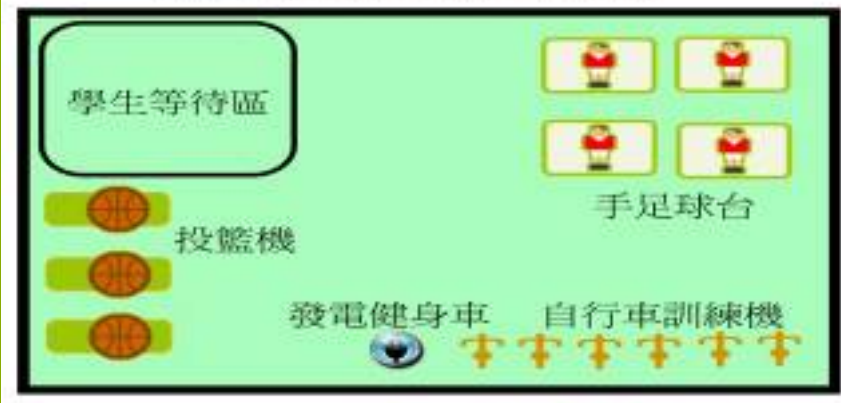 學生等待區
手足球台
投籃機
發電健身車
自行車訓練機